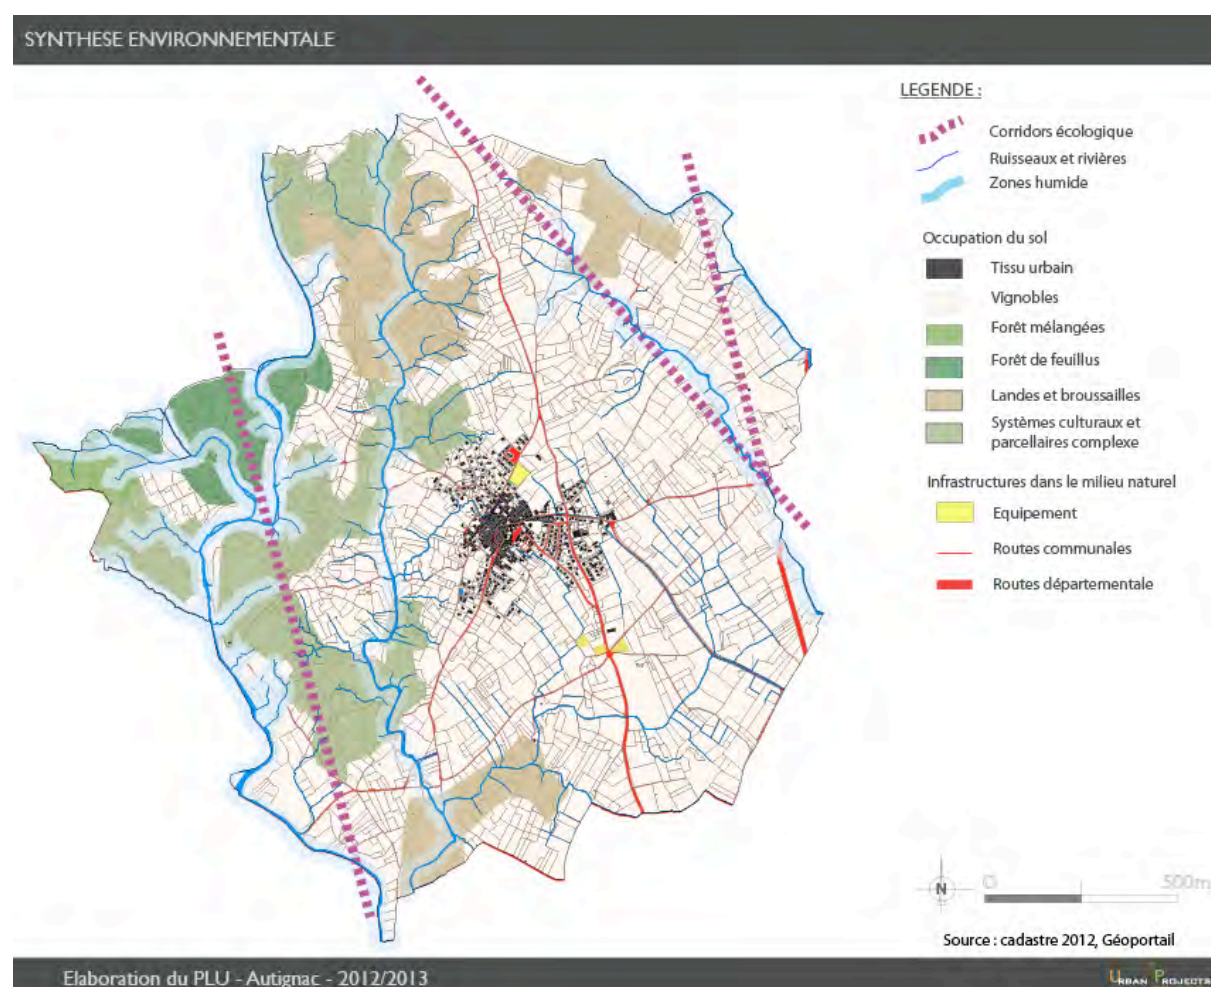 SYNTHESE ENVIRONNEMENTALE
LEGENDE :
Corridors écologique
Ruisseaux et rivières
Zones humide
Occupation du sol
Tissu urbain
Vignobles
Forêt mélangées
Forêt de feuillus
Landes et broussailles
Systèmes culturaux et
parcellaires complexe
Infrastructures dans le milieu naturel
Equipement
Routes communales
Routes départementale
N
0 500m
Source : cadastre 2012, Géoportail
Elaboration du PLU - Autignac - 2012/2013
URBAN PROJECTS